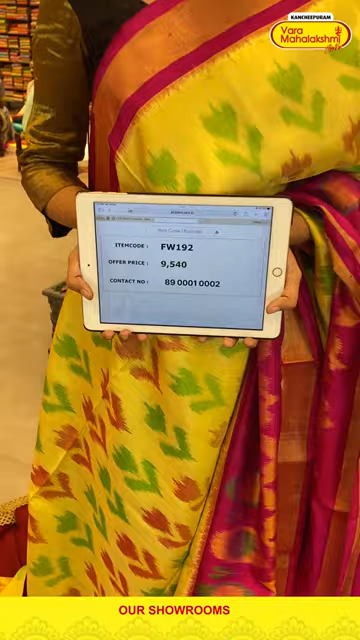 KANCHEEPURAM
Vara
Mahalakshmi
ITEMCODE : FW192
OFFER PRICE : 9,540
CONTACT NO : 89 0001 0002
OUR SHOWROOMS